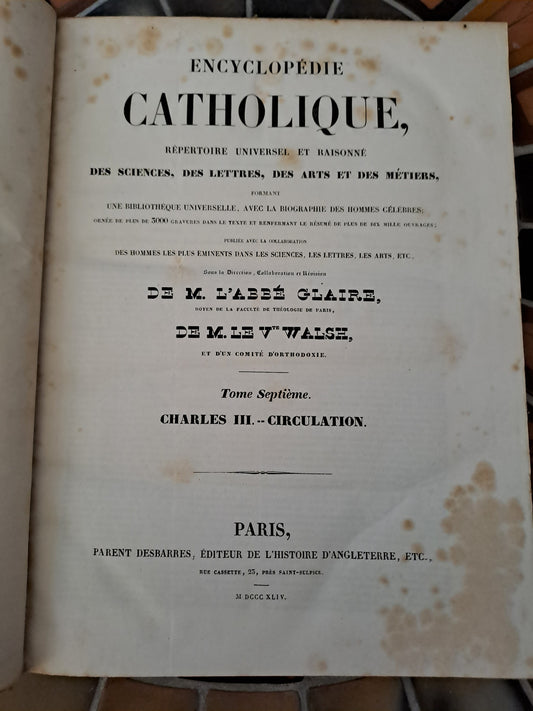 ENCYCLOPÉDIE
CATHOLIQUE,
RÉPERTOIRE UNIVERSEL ET RAISONNÉ
DES SCIENCES, DES LETTRES, DES ARTS ET DES MÉTIERS,
FORMANT
UNE BIBLIOTHÈQUE UNIVERSELLE, AVEC LA BIOGRAPHIE DES HOMMES CÉLÈBRES;
ORNÉE DE PLUS DE 3000 GRAVURES DANS LE TEXTE ET RENFERMANT LE RÉSUMÉ DE PLUS DE DIX MILLE OUVRAGES;
PUBLIÉE AVEC LA COLLABORATION
DES HOMMES LES PLUS EMINENTS DANS LES SCIENCES, LES LETTRES, LES ARTS, ETC.
Sous la Direction, Collaboration et Révision
DE M. L'ABBÉ GLAIRE,
DOYEN DE LA FACULTÉ DE THÉOLOGIE DE PARIS,
DE M. LE Vte WALSH,
ET D'UN COMITÉ D'ORTHODOXIE.
Tome Septième.
CHARLES III. -- CIRCULATION.
PARIS,
PARENT DESBARRES, ÉDITEUR DE L'HISTOIRE D'ANGLETERRE, ETC.,
RUE CASSETTE, 23, PRÈS SAINT-SULPICE.
M DCCC XLIV.